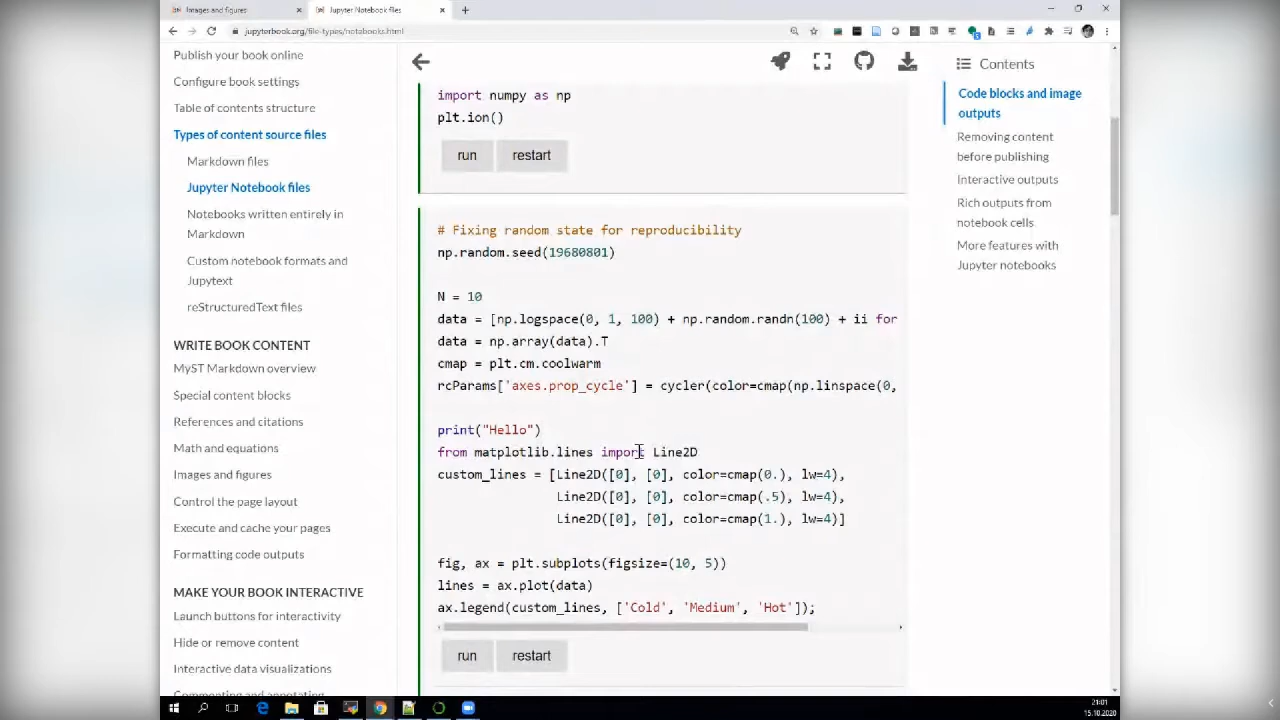 Images and figures
Jupyter Notebook files
jupyterbook.org/file-types/notebooks.html
Publish your book online
Configure book settings
Table of contents structure
Types of content source files
Markdown files
Jupyter Notebook files
Notebooks written entirely in
Markdown
Custom notebook formats and
Jupytext
reStructuredText files
WRITE BOOK CONTENT
MyST Markdown overview
Special content blocks
References and citations
Math and equations
Images and figures
Control the page layout
Execute and cache your pages
Formatting code outputs
MAKE YOUR BOOK INTERACTIVE
Launch buttons for interactivity
Hide or remove content
Interactive data visualizations
Commenting and annotating
import numpy as np
plt.ion()
run restart
# Fixing random state for reproducibility
np.random.seed(19680801)
N = 10
data = [np.logspace(0, 1, 100) + np.random.randn(100) + ii for
data = np.array(data).T
cmap = plt.cm.coolwarm
rcParams['axes.prop_cycle'] = cycler(color=cmap(np.linspace(0,
print("Hello")
from matplotlib.lines import Line2D
custom_lines = [Line2D([0], [0], color=cmap(0.), lw=4),
Line2D([0], [0], color=cmap(.5), lw=4),
Line2D([0], [0], color=cmap(1.), lw=4)]
fig, ax = plt.subplots(figsize=(10, 5))
lines = ax.plot(data)
ax.legend(custom_lines, ['Cold', 'Medium', 'Hot']);
run restart
Contents
Code blocks and image
outputs
Removing content
before publishing
Interactive outputs
Rich outputs from
notebook cells
More features with
Jupyter notebooks
21:01
15.10.2020